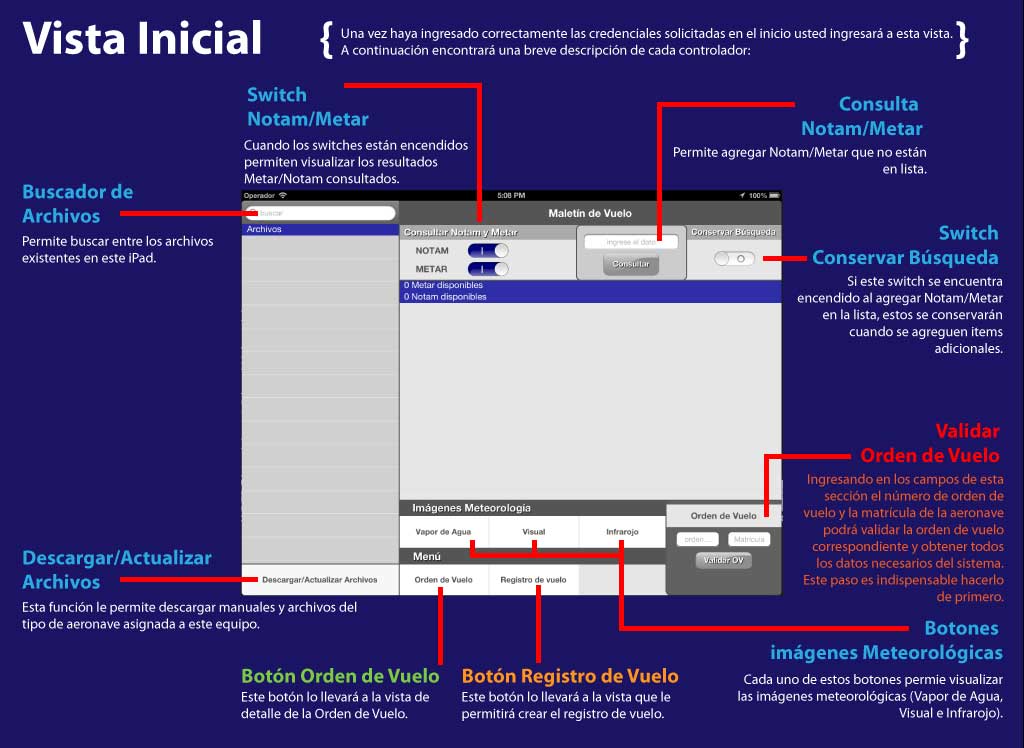 Vista Inicial
{ Una vez haya ingresado correctamente las credenciales solicitadas en el inicio usted ingresará a esta vista. }
A continuación encontrará una breve descripción de cada controlador:
Switch
Notam/Metar
Cuando los switches están encendidos
permiten visualizar los resultados
Metar/Notam consultados.
Consulta
Notam/Metar
Permite agregar Notam/Metar que no están
en lista.
Buscador de
Archivos
Permite buscar entre los archivos
existentes en este iPad.
Switch
Conservar Búsqueda
Si este switch se encuentra
encendido al agregar Notam/Metar
en la lista, estos se conservarán
cuando se agreguen items
adicionales.
Operador 5:08 PM 100%
buscar
Maletín de Vuelo
Archivos
Consultar Notam y Metar
NOTAM
METAR
Ingrese el dato
Consultar
Conservar Búsqueda
0 Metar disponibles
0 Notam disponibles
Imágenes Meteorología
Vapor de Agua Visual Infrarojo
Menú
Orden de Vuelo Registro de vuelo
Orden de Vuelo
orden.... Matrícula
Validar OV
Descargar/Actualizar Archivos
Validar
Orden de Vuelo
Ingresando en los campos de esta
sección el número de orden de
vuelo y la matrícula de la aeronave
podrá validar la orden de vuelo
correspondiente y obtener todos
los datos necesarios del sistema.
Este paso es indispensable hacerlo
de primero.
Descargar/Actualizar
Archivos
Esta función le permite descargar manuales y archivos del
tipo de aeronave asignada a este equipo.
Botón Orden de Vuelo
Este botón lo llevará a la vista de
detalle de la Orden de Vuelo.
Botón Registro de Vuelo
Este botón lo llevará a la vista que le
permitirá crear el registro de vuelo.
Botones
imágenes Meteorológicas
Cada uno de estos botones permie visualizar
las imágenes meteorológicas (Vapor de Agua,
Visual e Infrarojo).